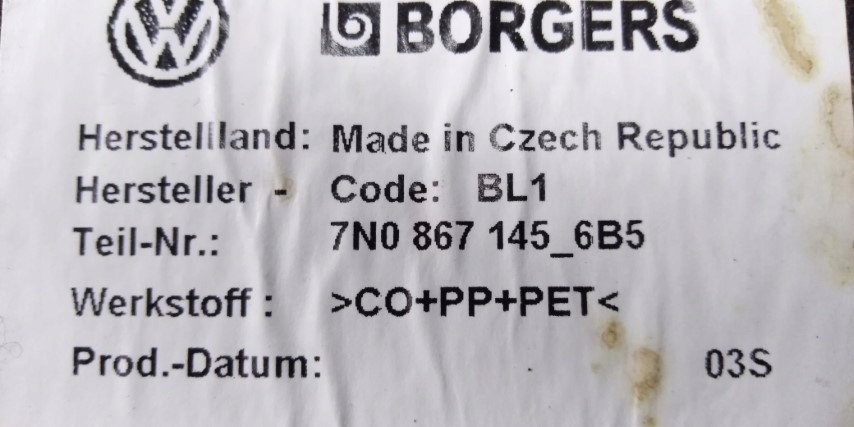 BORGERS
Herstellland: Made in Czech Republic
Hersteller - Code: BL1
Teil-Nr.: 7N0 867 145_6B5
Werkstoff : >CO+PP+PET<
Prod.-Datum: 03S